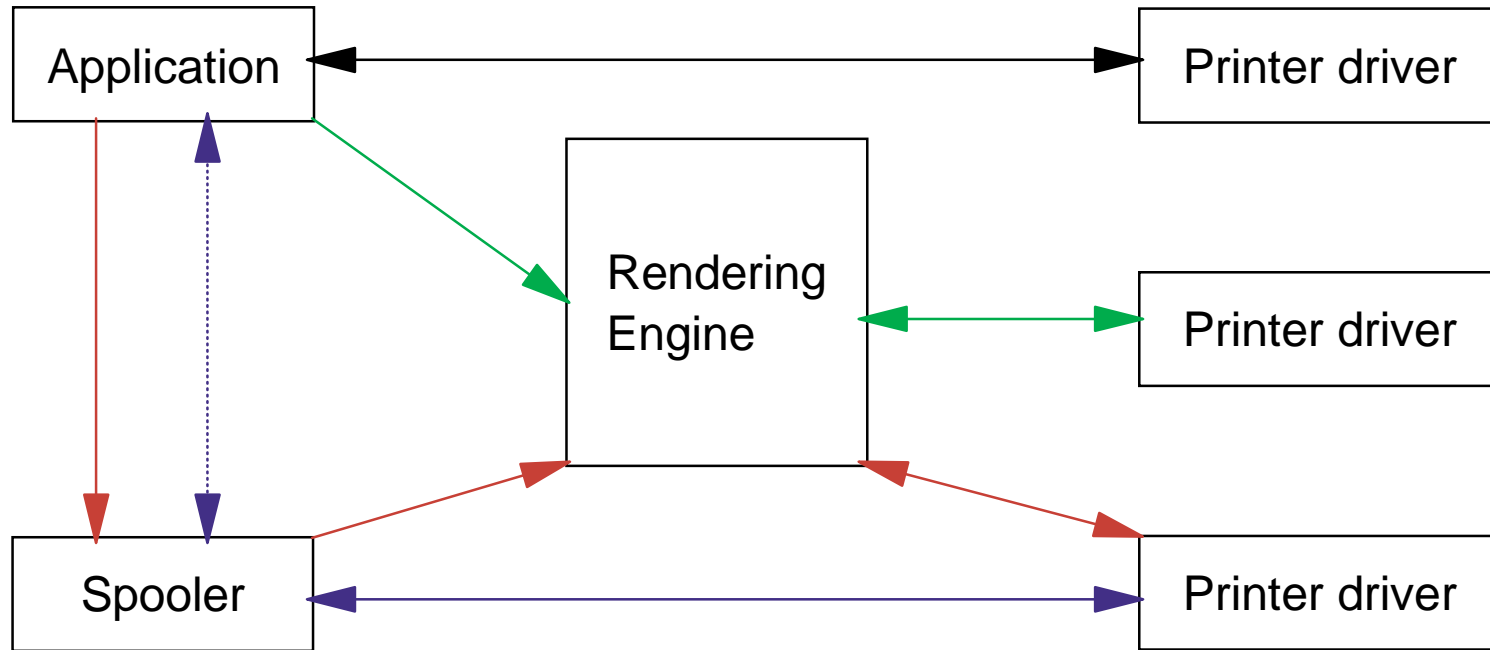 Application
Printer driver
Rendering
Engine
Printer driver
Spooler
Printer driver